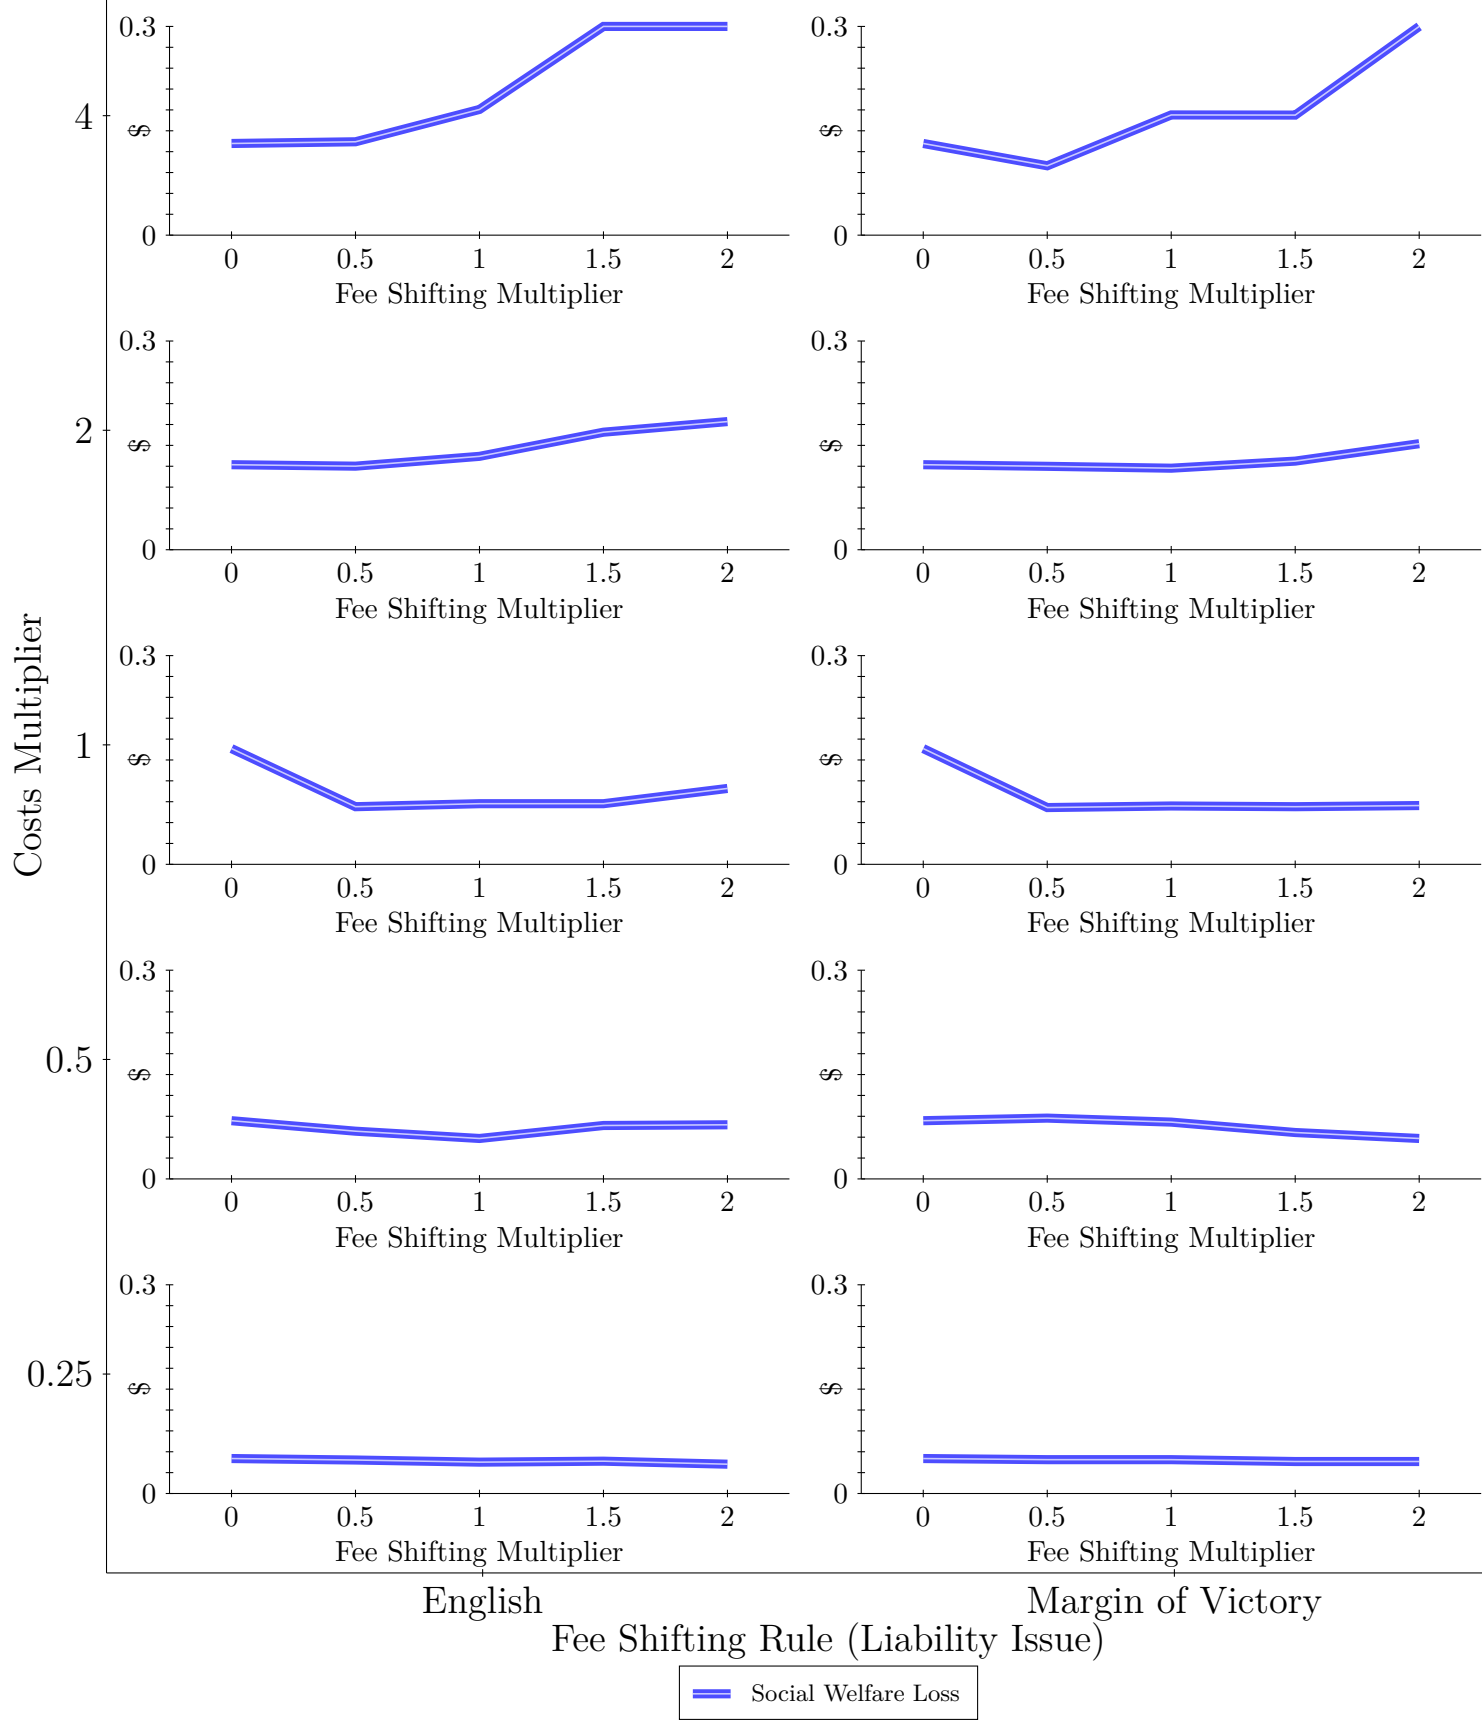 0.3
4
$
0
0 0.5 1 1.5 2
Fee Shifting Multiplier
0.3
$
0
0 0.5 1 1.5 2
Fee Shifting Multiplier
0.3
2
$
0
0 0.5 1 1.5 2
Fee Shifting Multiplier
0.3
$
0
0 0.5 1 1.5 2
Fee Shifting Multiplier
Costs Multiplier
0.3
1
$
0
0 0.5 1 1.5 2
Fee Shifting Multiplier
0.3
$
0
0 0.5 1 1.5 2
Fee Shifting Multiplier
0.3
0.5
$
0
0 0.5 1 1.5 2
Fee Shifting Multiplier
0.3
$
0
0 0.5 1 1.5 2
Fee Shifting Multiplier
0.3
0.25
$
0
0 0.5 1 1.5 2
Fee Shifting Multiplier
0.3
$
0
0 0.5 1 1.5 2
Fee Shifting Multiplier
English
Margin of Victory
Fee Shifting Rule (Liability Issue)
Social Welfare Loss